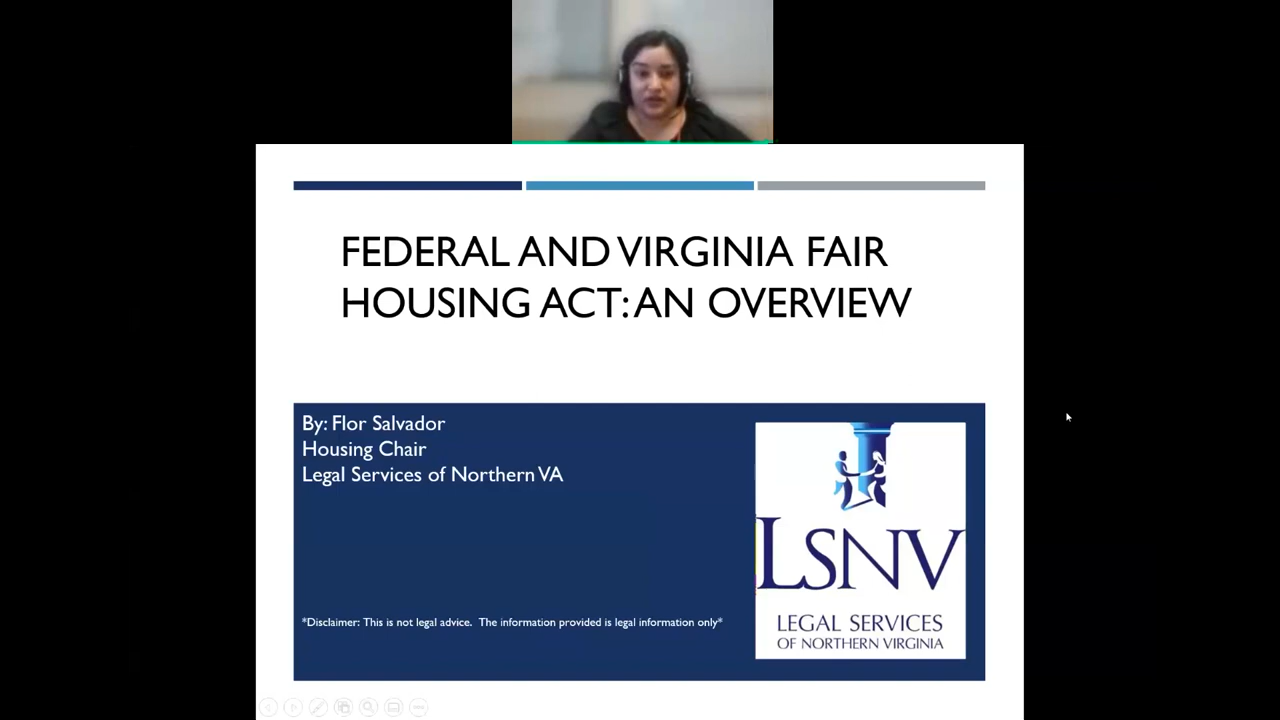 FEDERAL AND VIRGINIA FAIR
HOUSING ACT: AN OVERVIEW
By: Flor Salvador
Housing Chair
Legal Services of Northern VA
*Disclaimer: This is not legal advice.  The information provided is legal information only*
LSNV
LEGAL SERVICES
OF NORTHERN VIRGINIA